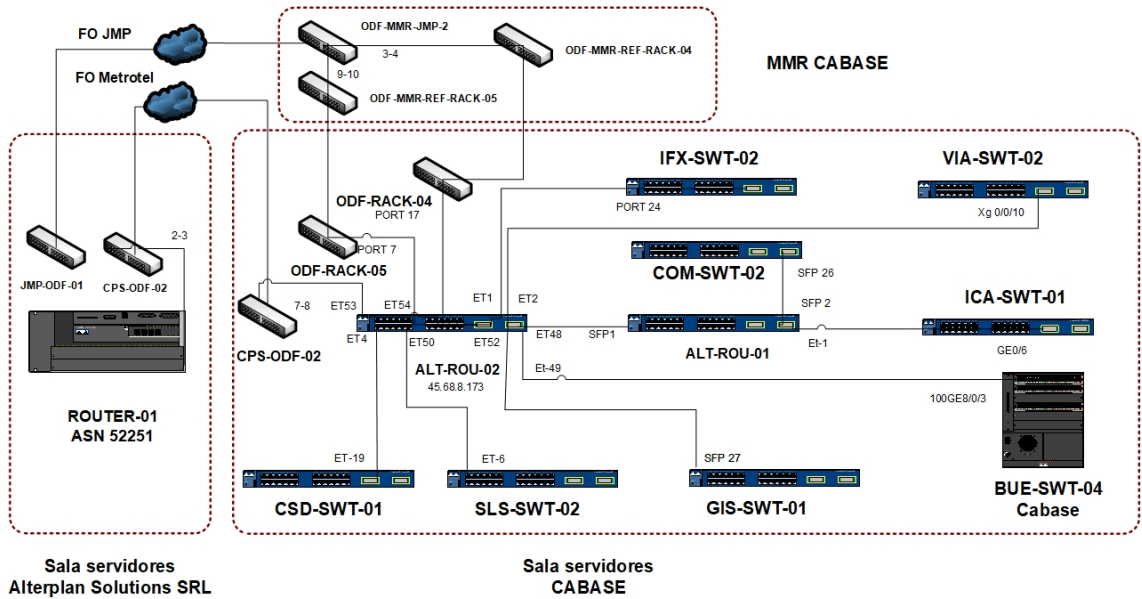 FO JMP
ODF-MMR-JMP-2
3-4
ODF-MMR-REF-RACK-04
MMR CABASE
FO Metrotel
9-10
ODF-MMR-REF-RACK-05
IFX-SWT-02
VIA-SWT-02
ODF-RACK-04
PORT 17
PORT 24
Xg 0/0/10
2-3
PORT 7
JMP-ODF-01
CPS-ODF-02
ODF-RACK-05
COM-SWT-02
SFP 26
7-8
ET53
ET54
ET1
ET2
SFP 2
ICA-SWT-01
ET4
ET50
ET52
ET48
SFP1
ALT-ROU-01
Et-1
GE0/6
CPS-ODF-02
ALT-ROU-02
45.68.8.173
Et-49
100GE8/0/3
ROUTER-01
ASN 52251
ET-19
ET-6
SFP 27
CSD-SWT-01
SLS-SWT-02
GIS-SWT-01
BUE-SWT-04
Cabase
Sala servidores
Alterplan Solutions SRL
Sala servidores
CABASE